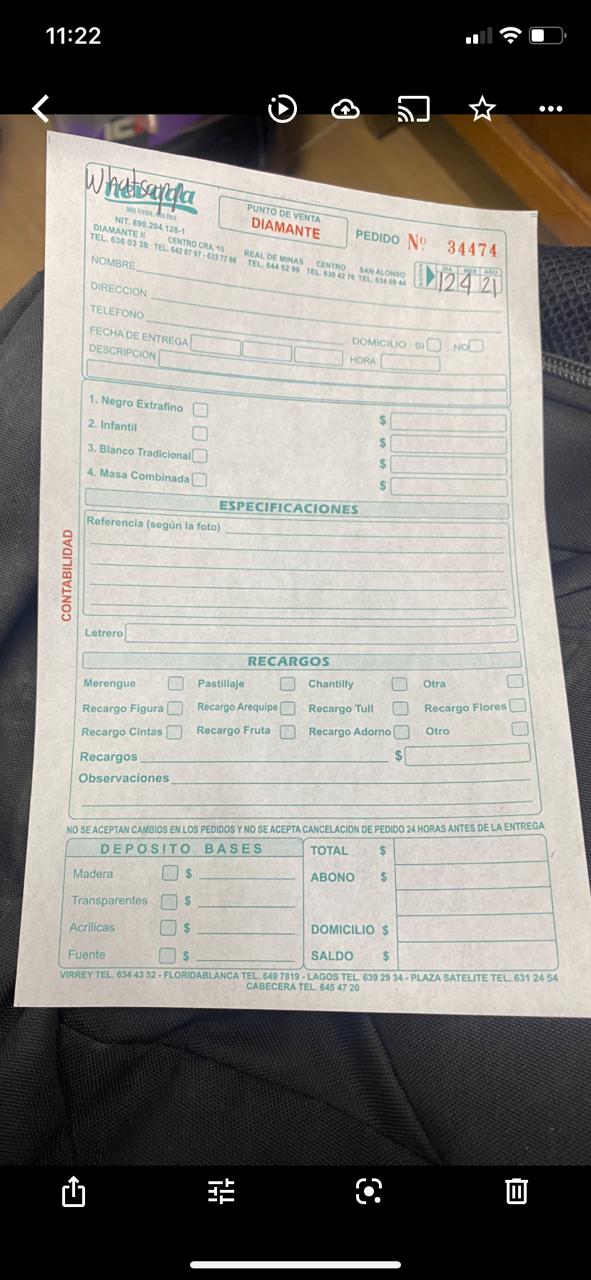 11:22
Whatsapp
Más Fresca, Más Rica
NIT. 890.204.128-1
PUNTO DE VENTA
DIAMANTE
PEDIDO Nº 34474
DIAMANTE II CENTRO CRA. 15 REAL DE MINAS CENTRO SAN ALONSO
TEL. 636 03 38 TEL. 642 87 97 - 633 77 66 TEL. 644 52 99 TEL. 630 42 76 TEL. 634 98 44
FECHA DIA MES AÑO
12 4 21
NOMBRE
DIRECCION
TELEFONO
FECHA DE ENTREGA DOMICILIO SI NO
DESCRIPCIÓN HORA
1. Negro Extrafino $
2. Infantil $
3. Blanco Tradicional $
4. Masa Combinada $
ESPECIFICACIONES
Referencia (según la foto)
CONTABILIDAD
Letrero
RECARGOS
Merengue Pastillaje Chantilly Otra
Recargo Figura Recargo Arequipe Recargo Tull Recargo Flores
Recargo Cintas Recargo Fruta Recargo Adorno Otro
Recargos $
Observaciones
NO SE ACEPTAN CAMBIOS EN LOS PEDIDOS Y NO SE ACEPTA CANCELACION DE PEDIDO 24 HORAS ANTES DE LA ENTREGA
DEPOSITO BASES TOTAL $
Madera $ ABONO $
Transparentes $
Acrilicas $ DOMICILIO $
Fuente $ SALDO $
VIRREY TEL. 634 43 52 - FLORIDABLANCA TEL. 649 7819 - LAGOS TEL. 639 29 34 - PLAZA SATELITE TEL. 631 24 54
CABECERA TEL. 645 47 20